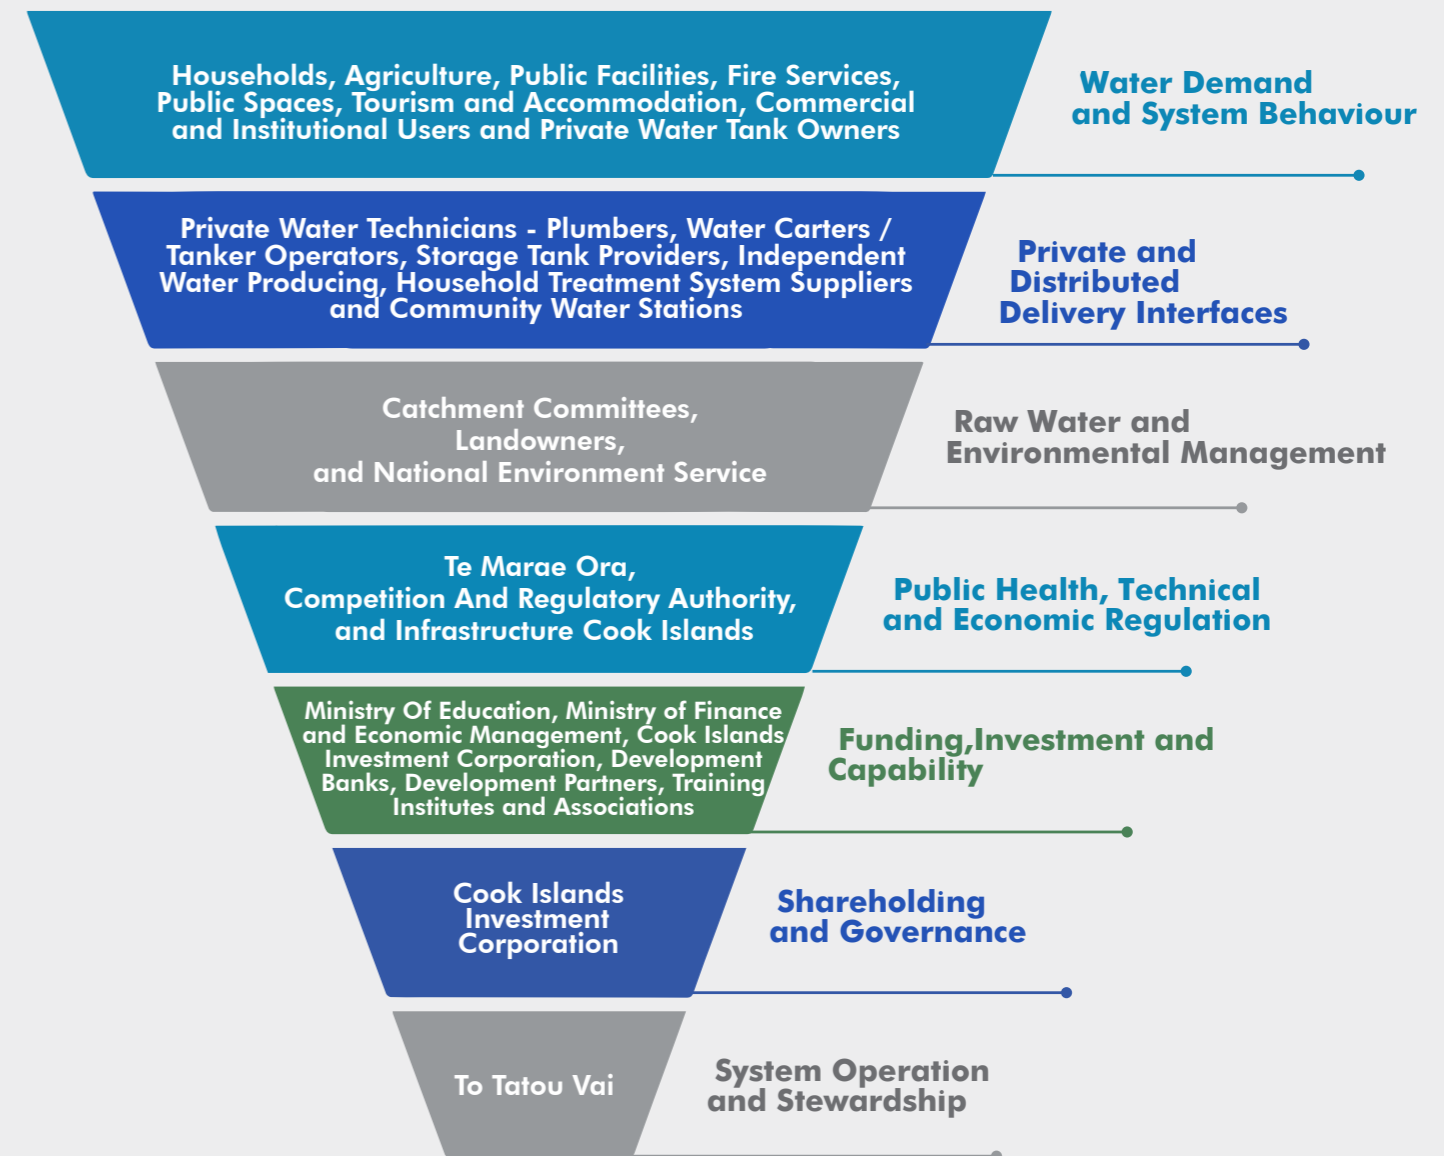 Households, Agriculture, Public Facilities, Fire Services,
Public Spaces, Tourism and Accommodation, Commercial
and Institutional Users and Private Water Tank Owners
Water Demand
and System Behaviour
Private Water Technicians - Plumbers, Water Carters /
Tanker Operators, Storage Tank Providers, Independent
Water Producing, Household Treatment System Suppliers
and Community Water Stations
Private and
Distributed
Delivery Interfaces
Catchment Committees,
Landowners,
and National Environment Service
Raw Water and
Environmental Management
Te Marae Ora,
Competition And Regulatory Authority,
and Infrastructure Cook Islands
Public Health, Technical
and Economic Regulation
Ministry Of Education, Ministry of Finance
and Economic Management, Cook Islands
Investment Corporation, Development
Banks, Development Partners, Training
Institutes and Associations
Funding,Investment and
Capability
Cook Islands
Investment
Corporation
Shareholding
and Governance
To Tatou Vai
System Operation
and Stewardship